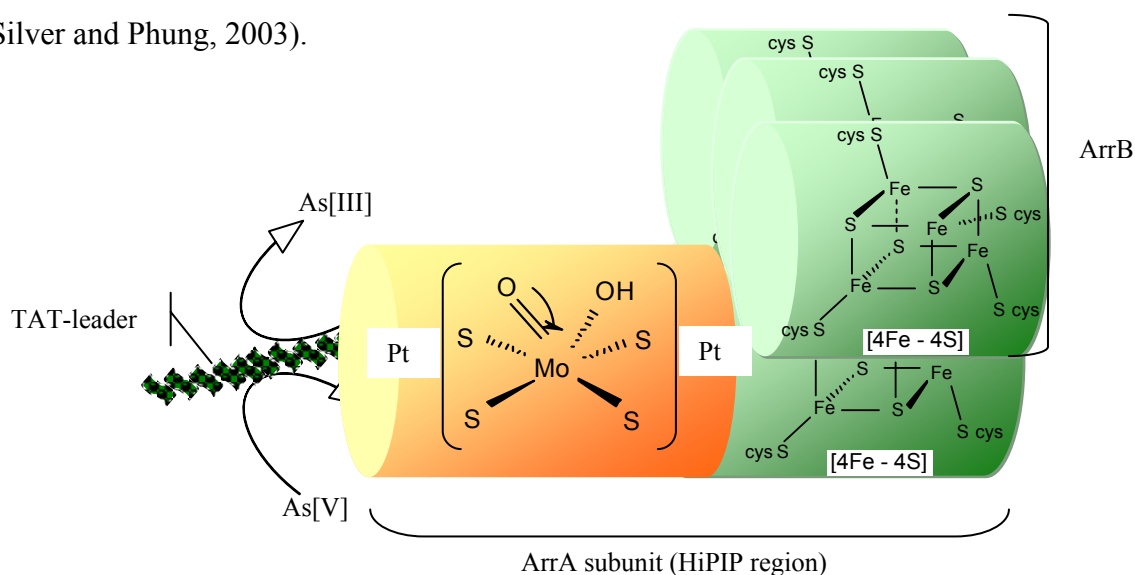 Silver and Phung, 2003).
cys S
cys S
cys S
S
ArrB
Fe
S
S
Fe
S cys
S
Fe
Fe
S
S cys
cys S
[4Fe - 4S]
As[III]
TAT-leader
O
OH
S
S
Pt
Pt
Mo
S
S
S
Fe
Fe
S
S cys
cys S
[4Fe - 4S]
As[V]
ArrA subunit (HiPIP region)